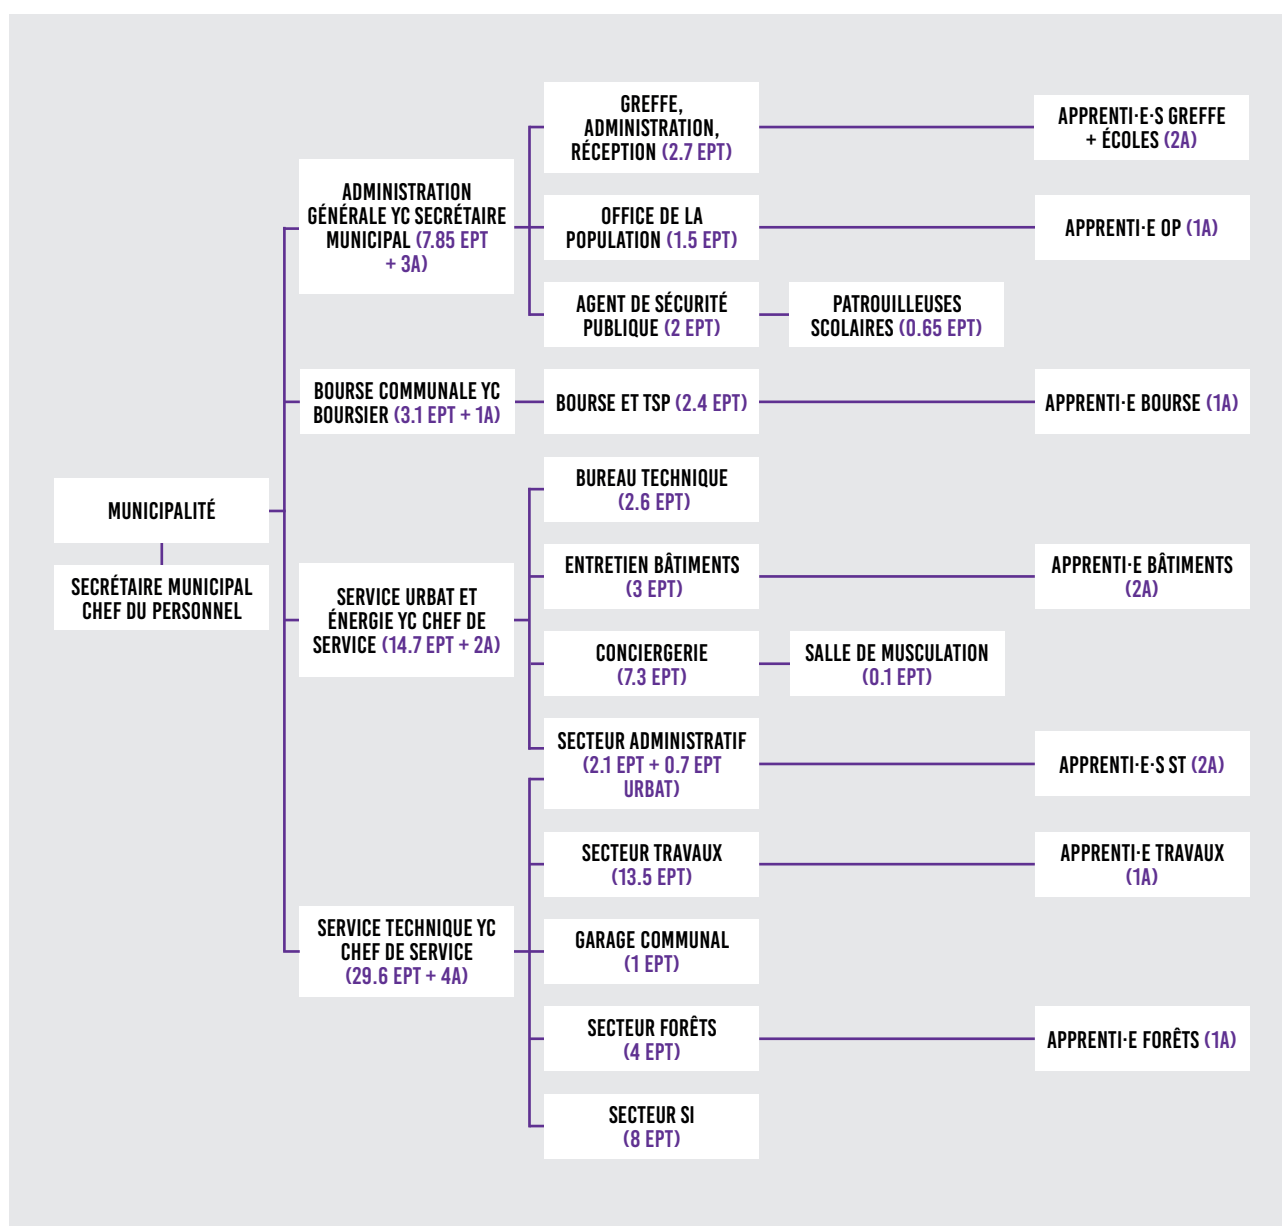 MUNICIPALITÉ
SECRÉTAIRE MUNICIPAL
CHEF DU PERSONNEL
ADMINISTRATION
GÉNÉRALE YC SECRÉTAIRE
MUNICIPAL (7.85 EPT
+ 3A)
GREFFE,
ADMINISTRATION,
RÉCEPTION (2.7 EPT)
APPRENTI·E·S GREFFE
+ ÉCOLES (2A)
OFFICE DE LA
POPULATION (1.5 EPT)
APPRENTI·E OP (1A)
AGENT DE SÉCURITÉ
PUBLIQUE (2 EPT)
PATROUILLEUSES
SCOLAIRES (0.65 EPT)
BOURSE COMMUNALE YC
BOURSIER (3.1 EPT + 1A)
BOURSE ET TSP (2.4 EPT)
APPRENTI·E BOURSE (1A)
SERVICE URBAT ET
ÉNERGIE YC CHEF DE
SERVICE (14.7 EPT + 2A)
BUREAU TECHNIQUE
(2.6 EPT)
ENTRETIEN BÂTIMENTS
(3 EPT)
APPRENTI·E BÂTIMENTS
(2A)
CONCIERGERIE
(7.3 EPT)
SALLE DE MUSCULATION
(0.1 EPT)
SECTEUR ADMINISTRATIF
(2.1 EPT + 0.7 EPT
URBAT)
APPRENTI·E·S ST (2A)
SERVICE TECHNIQUE YC
CHEF DE SERVICE
(29.6 EPT + 4A)
SECTEUR TRAVAUX
(13.5 EPT)
APPRENTI·E TRAVAUX
(1A)
GARAGE COMMUNAL
(1 EPT)
SECTEUR FORÊTS
(4 EPT)
APPRENTI·E FORÊTS (1A)
SECTEUR SI
(8 EPT)